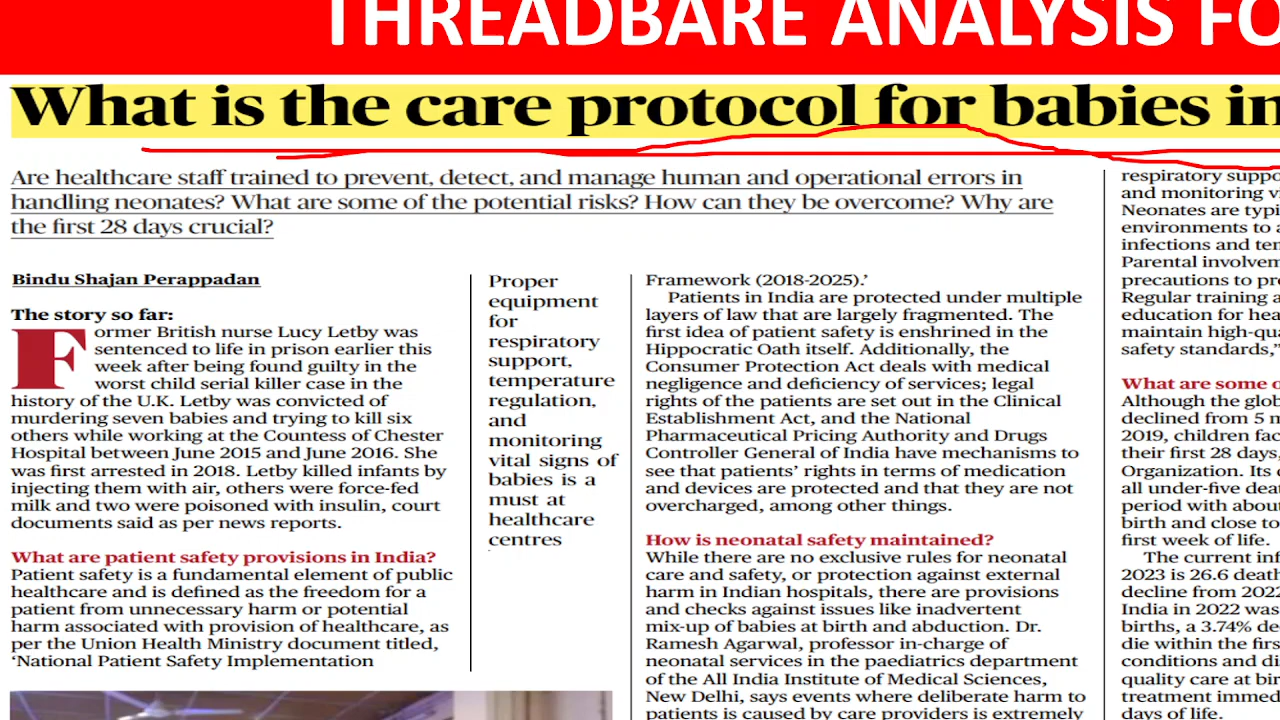 THREADBARE ANALYSIS FO
What is the care protocol for babies in
Are healthcare staff trained to prevent, detect, and manage human and operational errors in
handling neonates? What are some of the potential risks? How can they be overcome? Why are
the first 28 days crucial?
Bindu Shajan Perappadan
The story so far:
Former British nurse Lucy Letby was
sentenced to life in prison earlier this
week after being found guilty in the
worst child serial killer case in the
history of the U.K. Letby was convicted of
murdering seven babies and trying to kill six
others while working at the Countess of Chester
Hospital between June 2015 and June 2016. She
was first arrested in 2018. Letby killed infants by
injecting them with air, others were force-fed
milk and two were poisoned with insulin, court
documents said as per news reports.
What are patient safety provisions in India?
Patient safety is a fundamental element of public
healthcare and is defined as the freedom for a
patient from unnecessary harm or potential
harm associated with provision of healthcare, as
per the Union Health Ministry document titled,
‘National Patient Safety Implementation
Proper
equipment
for
respiratory
support,
temperature
regulation,
and
monitoring
vital signs of
babies is a
must at
healthcare
centres
Framework (2018-2025).’
Patients in India are protected under multiple
layers of law that are largely fragmented. The
first idea of patient safety is enshrined in the
Hippocratic Oath itself. Additionally, the
Consumer Protection Act deals with medical
negligence and deficiency of services; legal
rights of the patients are set out in the Clinical
Establishment Act, and the National
Pharmaceutical Pricing Authority and Drugs
Controller General of India have mechanisms to
see that patients’ rights in terms of medication
and devices are protected and that they are not
overcharged, among other things.
How is neonatal safety maintained?
While there are no exclusive rules for neonatal
care and safety, or protection against external
harm in Indian hospitals, there are provisions
and checks against issues like inadvertent
mix-up of babies at birth and abduction. Dr.
Ramesh Agarwal, professor in-charge of
neonatal services in the paediatrics department
of the All India Institute of Medical Sciences,
New Delhi, says events where deliberate harm to
patients is caused by care providers is extremely
respiratory suppo
and monitoring vi
Neonates are typi
environments to a
infections and ten
Parental involvem
precautions to pre
Regular training a
education for hea
maintain high-qua
safety standards,”
What are some o
Although the glob
declined from 5 m
2019, children fac
their first 28 days,
Organization. Its d
all under-five deat
period with about
birth and close to
first week of life.
The current inf
2023 is 26.6 death
decline from 2022
India in 2022 was
births, a 3.74% de
die within the firs
conditions and di
quality care at bir
treatment immed
days of life.